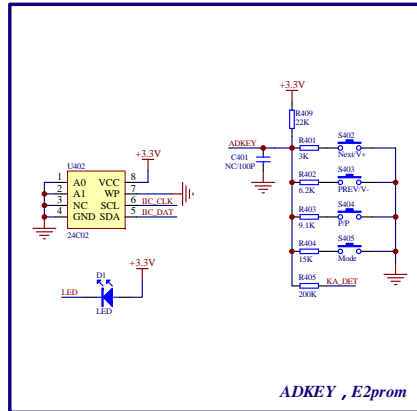 +3.3V
R409
22K
ADKEY
C401
NC/100P
R401
3K
S402
Next/V+
R402
6.2K
S403
PREV/V-
R403
9.1K
S404
P/P
R404
15K
S405
Mode
R405
200K
KA_DET
+3.3V
U402
1 A0 VCC 8
2 A1 WP 7
3 NC SCL 6 IIC_CLK
4 GND SDA 5 IIC_DAT
24C02
D1
+3.3V
LED
LED
ADKEY , E2prom